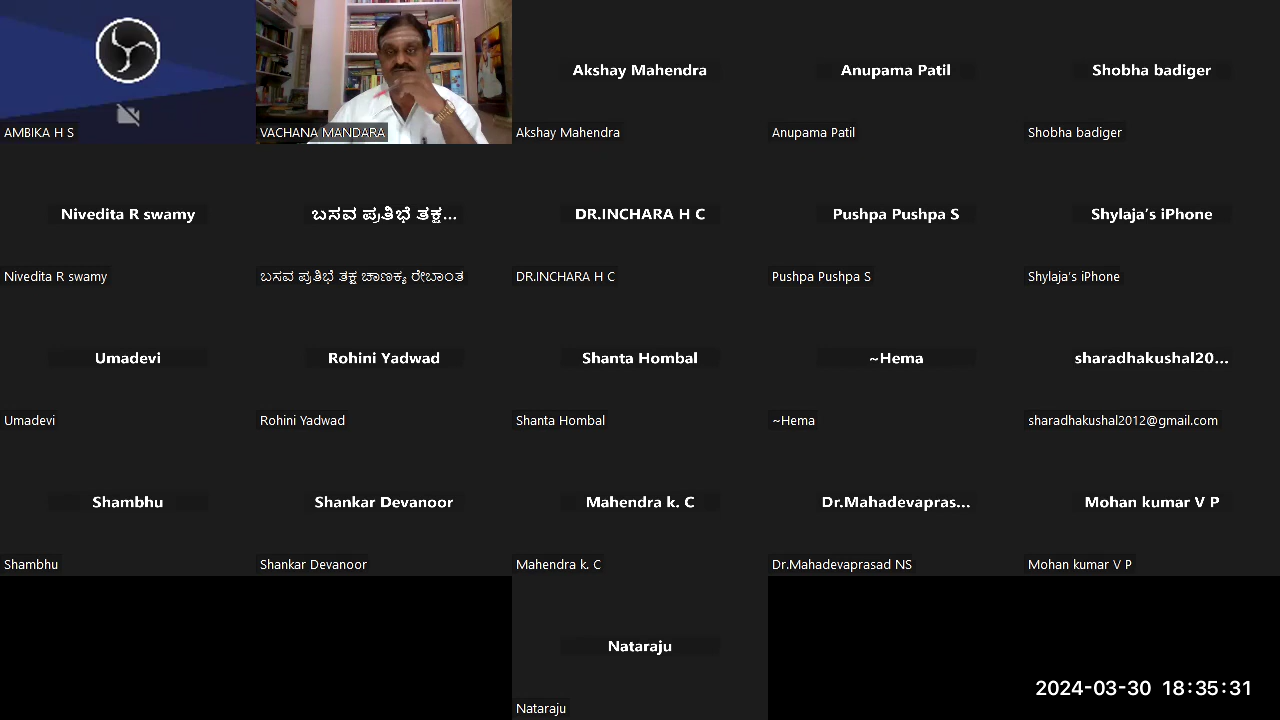 AMBIKA H S
VACHANA MANDARA
Akshay Mahendra
Akshay Mahendra
Anupama Patil
Anupama Patil
Shobha badiger
Shobha badiger
Nivedita R swamy
Nivedita R swamy
ಬಸವ ಪ್ರತಿಭೆ ತಕ್ಷ...
ಬಸವ ಪ್ರತಿಭೆ ತಕ್ಷ ಚಾಣಕ್ಯ ರೇಬಾಂತ
DR.INCHARA H C
DR.INCHARA H C
Pushpa Pushpa S
Pushpa Pushpa S
Shylaja’s iPhone
Shylaja’s iPhone
Umadevi
Umadevi
Rohini Yadwad
Rohini Yadwad
Shanta Hombal
Shanta Hombal
~Hema
~Hema
sharadhakushal20...
sharadhakushal2012@gmail.com
Shambhu
Shambhu
Shankar Devanoor
Shankar Devanoor
Mahendra k. C
Mahendra k. C
Dr.Mahadevapras...
Dr.Mahadevaprasad NS
Mohan kumar V P
Mohan kumar V P
Nataraju
Nataraju
2024-03-30 18:35:31